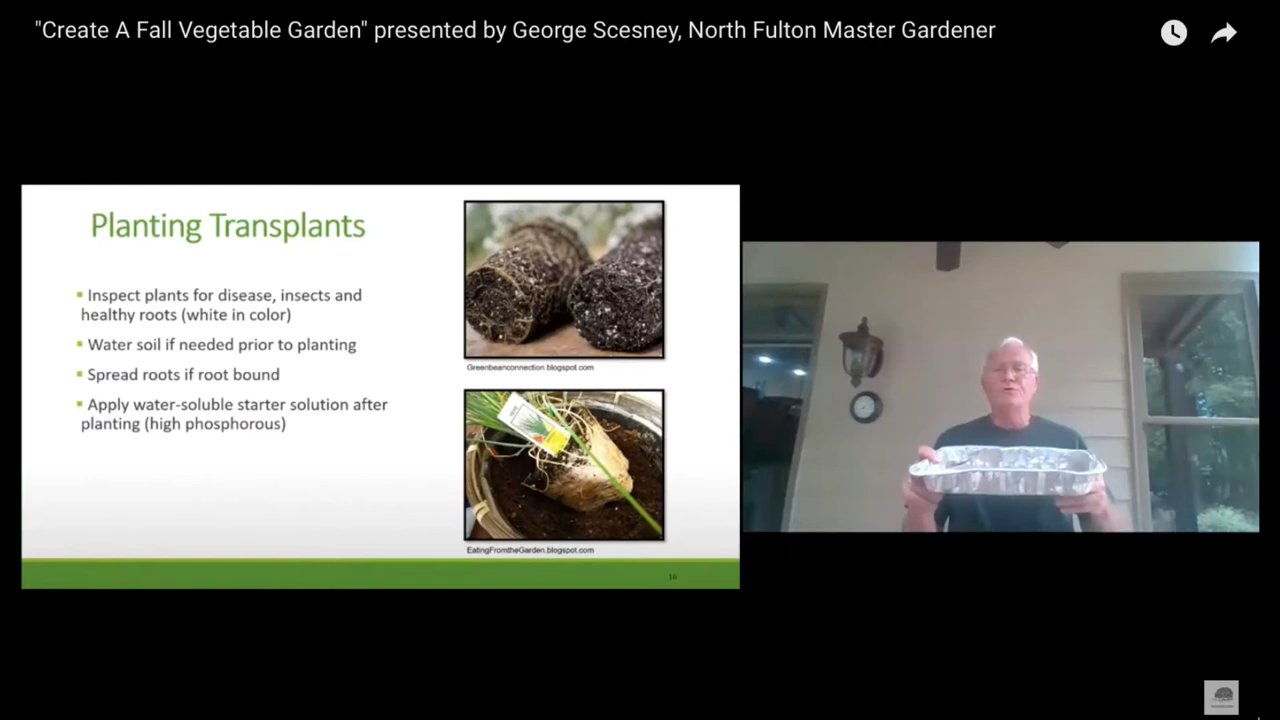 "Create A Fall Vegetable Garden" presented by George Scesney, North Fulton Master Gardener
Planting Transplants
Inspect plants for disease, insects and
healthy roots (white in color)
Water soil if needed prior to planting
Spread roots if root bound
Apply water-soluble starter solution after
planting (high phosphorous)
Greenbeanconnection.blogspot.com
EatingFromtheGarden.blogspot.com
16